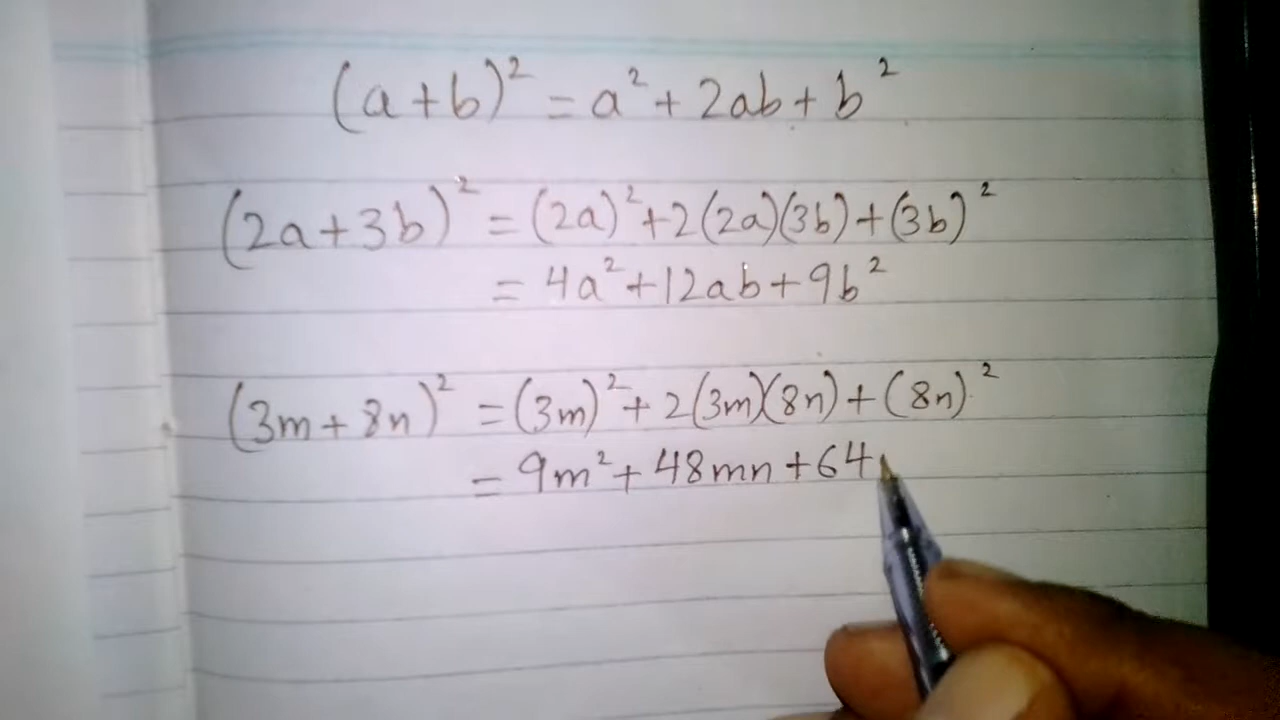 (a+b)² = a² + 2ab + b²
(2a+3b)² = (2a)² + 2(2a)(3b) + (3b)²
= 4a² + 12ab + 9b²
(3m + 8n)² = (3m)² + 2(3m)(8n) + (8n)²
= 9m² + 48mn + 64